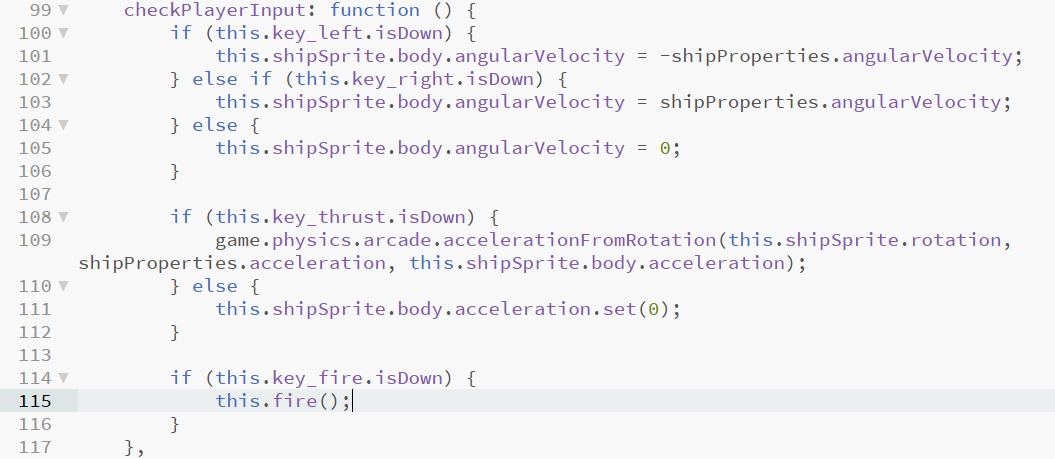 99 checkPlayerInput: function () {
100 if (this.key_left.isDown) {
101 this.shipSprite.body.angularVelocity = -shipProperties.angularVelocity;
102 } else if (this.key_right.isDown) {
103 this.shipSprite.body.angularVelocity = shipProperties.angularVelocity;
104 } else {
105 this.shipSprite.body.angularVelocity = 0;
106 }
107
108 if (this.key_thrust.isDown) {
109 game.physics.arcade.accelerationFromRotation(this.shipSprite.rotation,
shipProperties.acceleration, this.shipSprite.body.acceleration);
110 } else {
111 this.shipSprite.body.acceleration.set(0);
112 }
113
114 if (this.key_fire.isDown) {
115 this.fire();
116 }
117 },